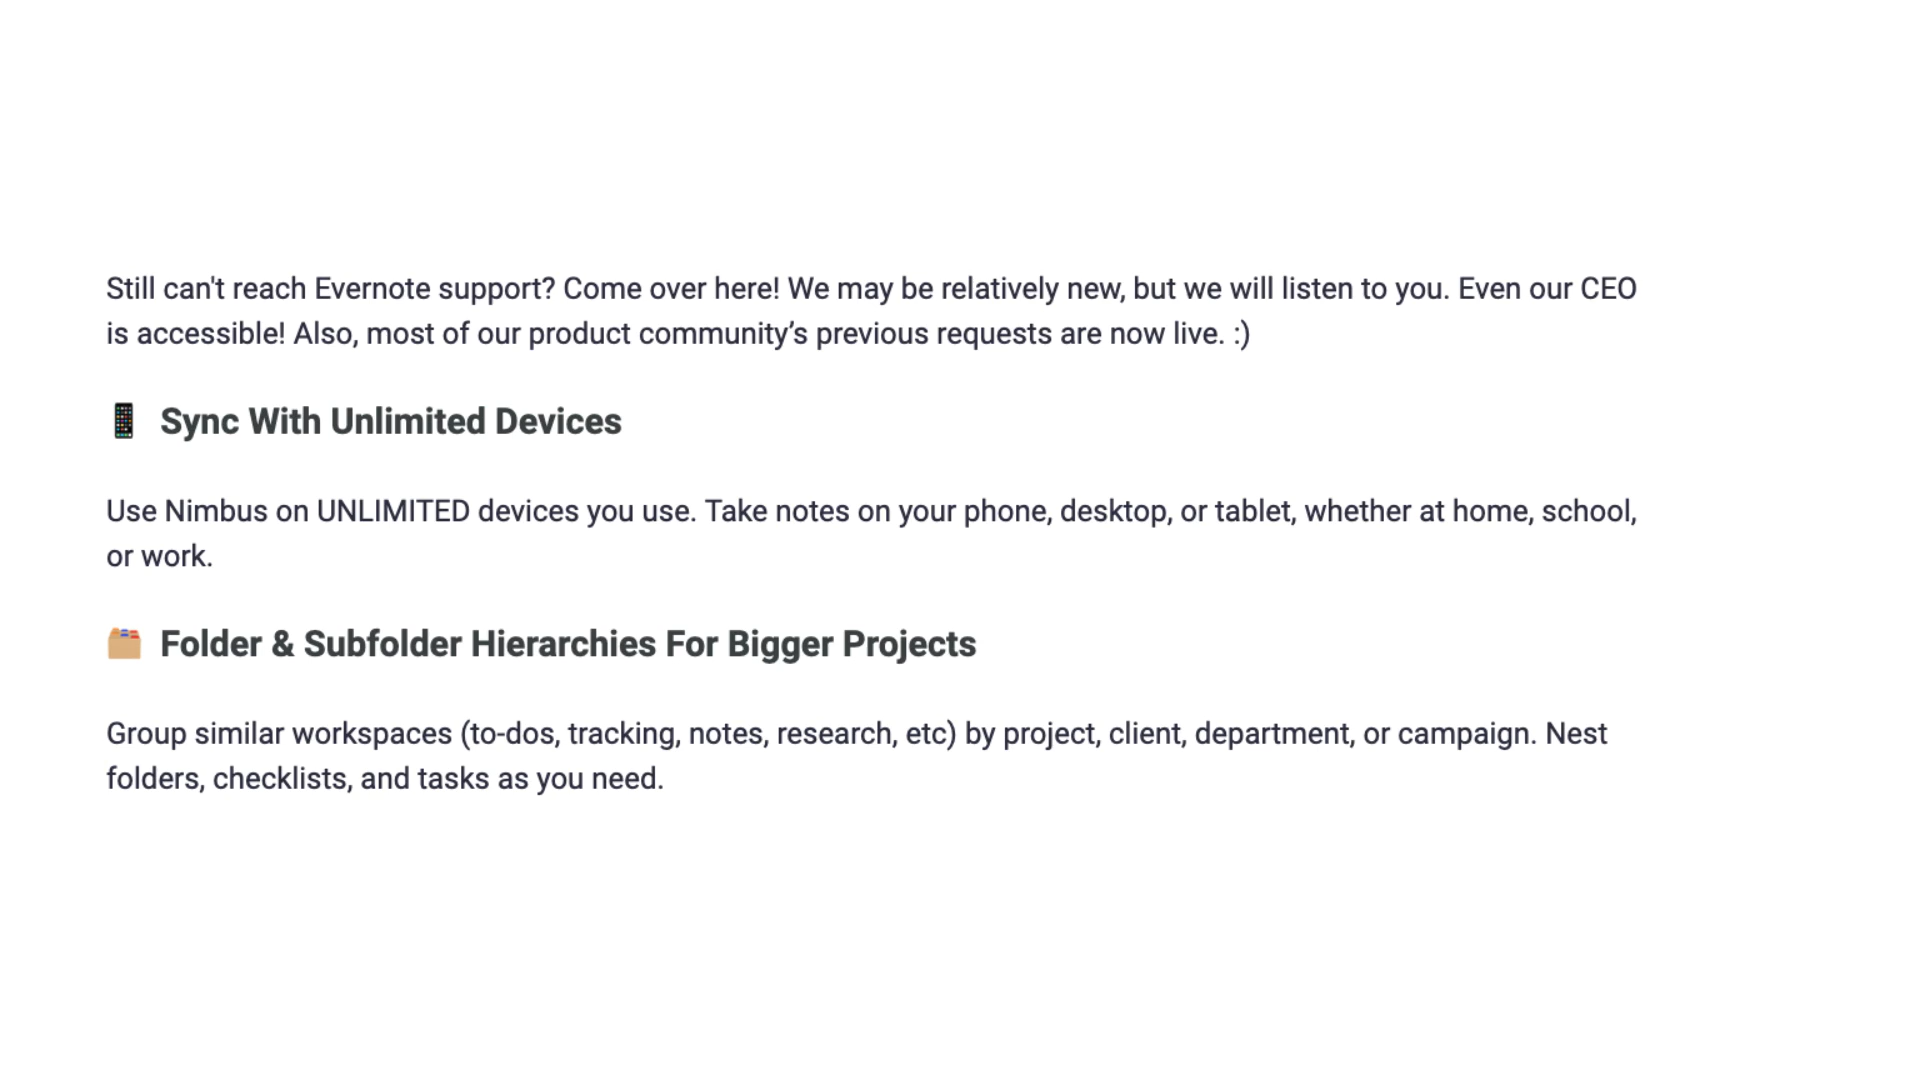 Still can't reach Evernote support? Come over here! We may be relatively new, but we will listen to you. Even our CEO
is accessible! Also, most of our product community’s previous requests are now live. :)
Sync With Unlimited Devices
Use Nimbus on UNLIMITED devices you use. Take notes on your phone, desktop, or tablet, whether at home, school,
or work.
Folder & Subfolder Hierarchies For Bigger Projects
Group similar workspaces (to-dos, tracking, notes, research, etc) by project, client, department, or campaign. Nest
folders, checklists, and tasks as you need.